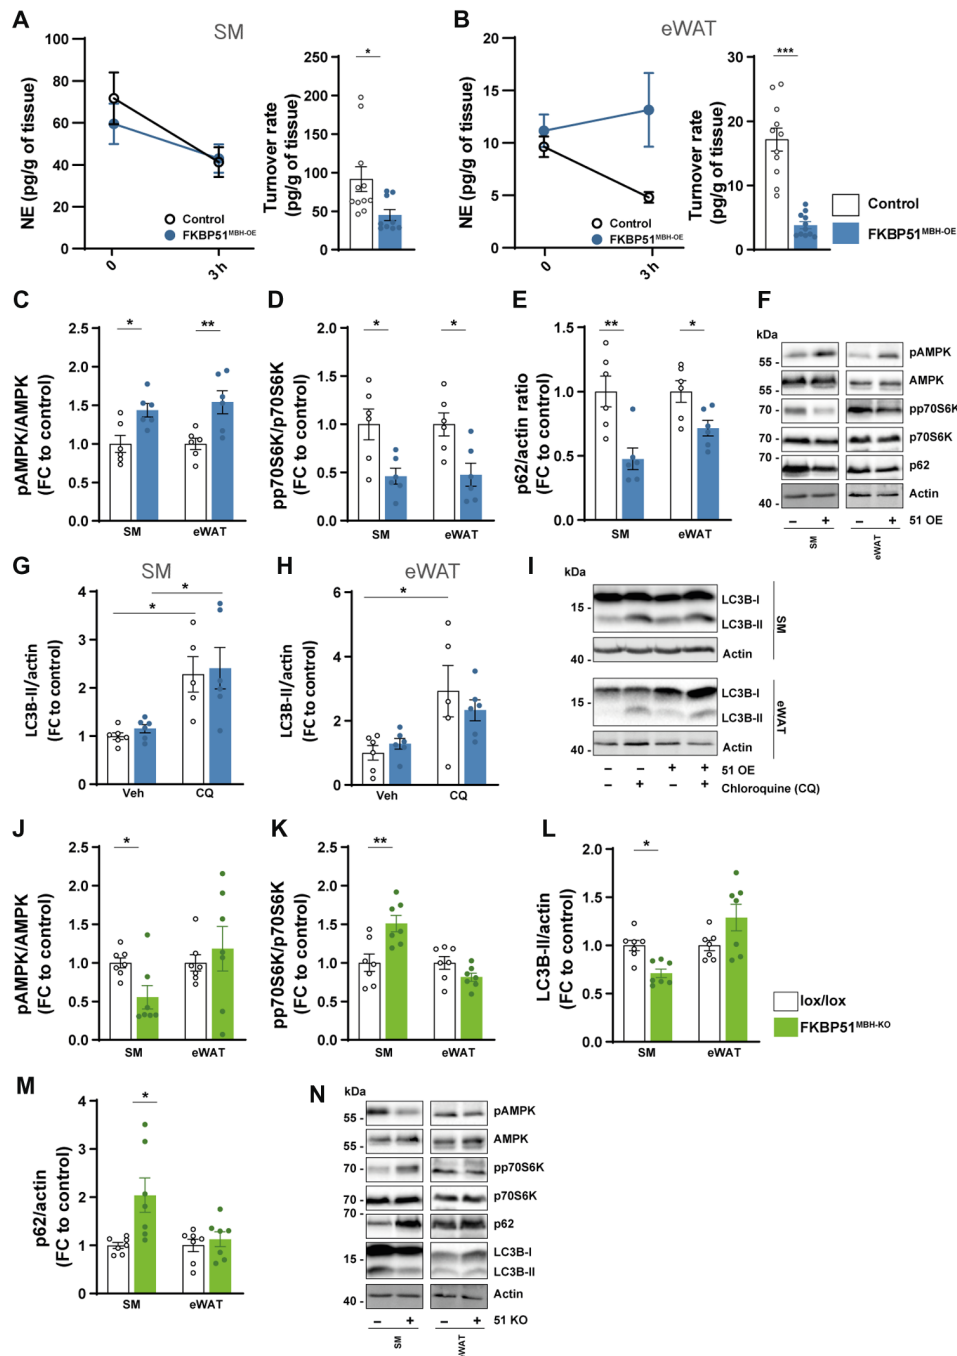 A
SM
NE (pg/g of tissue)
100
80
60
40
20
0
0
3 h
Control
FKBP51MBH-OE
Turnover rate
(pg/g of tissue)
250
200
150
100
50
0
*
B
eWAT
NE (pg/g of tissue)
20
15
10
5
0
0
3 h
Control
FKBP51MBH-OE
Turnover rate
(pg/g of tissue)
30
20
10
0
***
Control
FKBP51MBH-OE
C
pAMPK/AMPK
(FC to control)
2.5
2.0
1.5
1.0
0.5
0.0
*
**
SM
eWAT
D
pp70S6K/p70S6K
(FC to control)
2.0
1.5
1.0
0.5
0.0
*
*
SM
eWAT
E
p62/actin ratio
(FC to control)
1.5
1.0
0.5
0.0
**
*
SM
eWAT
F
kDa
55 -
55 -
70 -
70 -
70 -
40 -
pAMPK
AMPK
pp70S6K
p70S6K
p62
Actin
– + – + 51 OE
SM
eWAT
G
SM
LC3B-II/actin
(FC to control)
4
3
2
1
0
*
*
Veh
CQ
H
eWAT
LC3B-II/actin
(FC to control)
6
4
2
0
*
Veh
CQ
I
kDa
15 -
40 -
15 -
40 -
LC3B-I
LC3B-II
Actin
SM
LC3B-I
LC3B-II
Actin
eWAT
– – + + 51 OE
– + – + Chloroquine (CQ)
J
pAMPK/AMPK
(FC to control)
2.5
2.0
1.5
1.0
0.5
0.0
*
SM
eWAT
K
pp70S6K/p70S6K
(FC to control)
2.5
2.0
1.5
1.0
0.5
0.0
**
SM
eWAT
L
LC3B-II/actin
(FC to control)
2.0
1.5
1.0
0.5
0.0
*
SM
eWAT
lox/lox
FKBP51MBH-KO
M
p62/actin
(FC to control)
4
3
2
1
0
*
SM
eWAT
N
kDa
55 -
55 -
70 -
70 -
70
15 -
40 -
pAMPK
AMPK
pp70S6K
p70S6K
p62
LC3B-I
LC3B-II
Actin
– + – + 51 KO
SM
eWAT